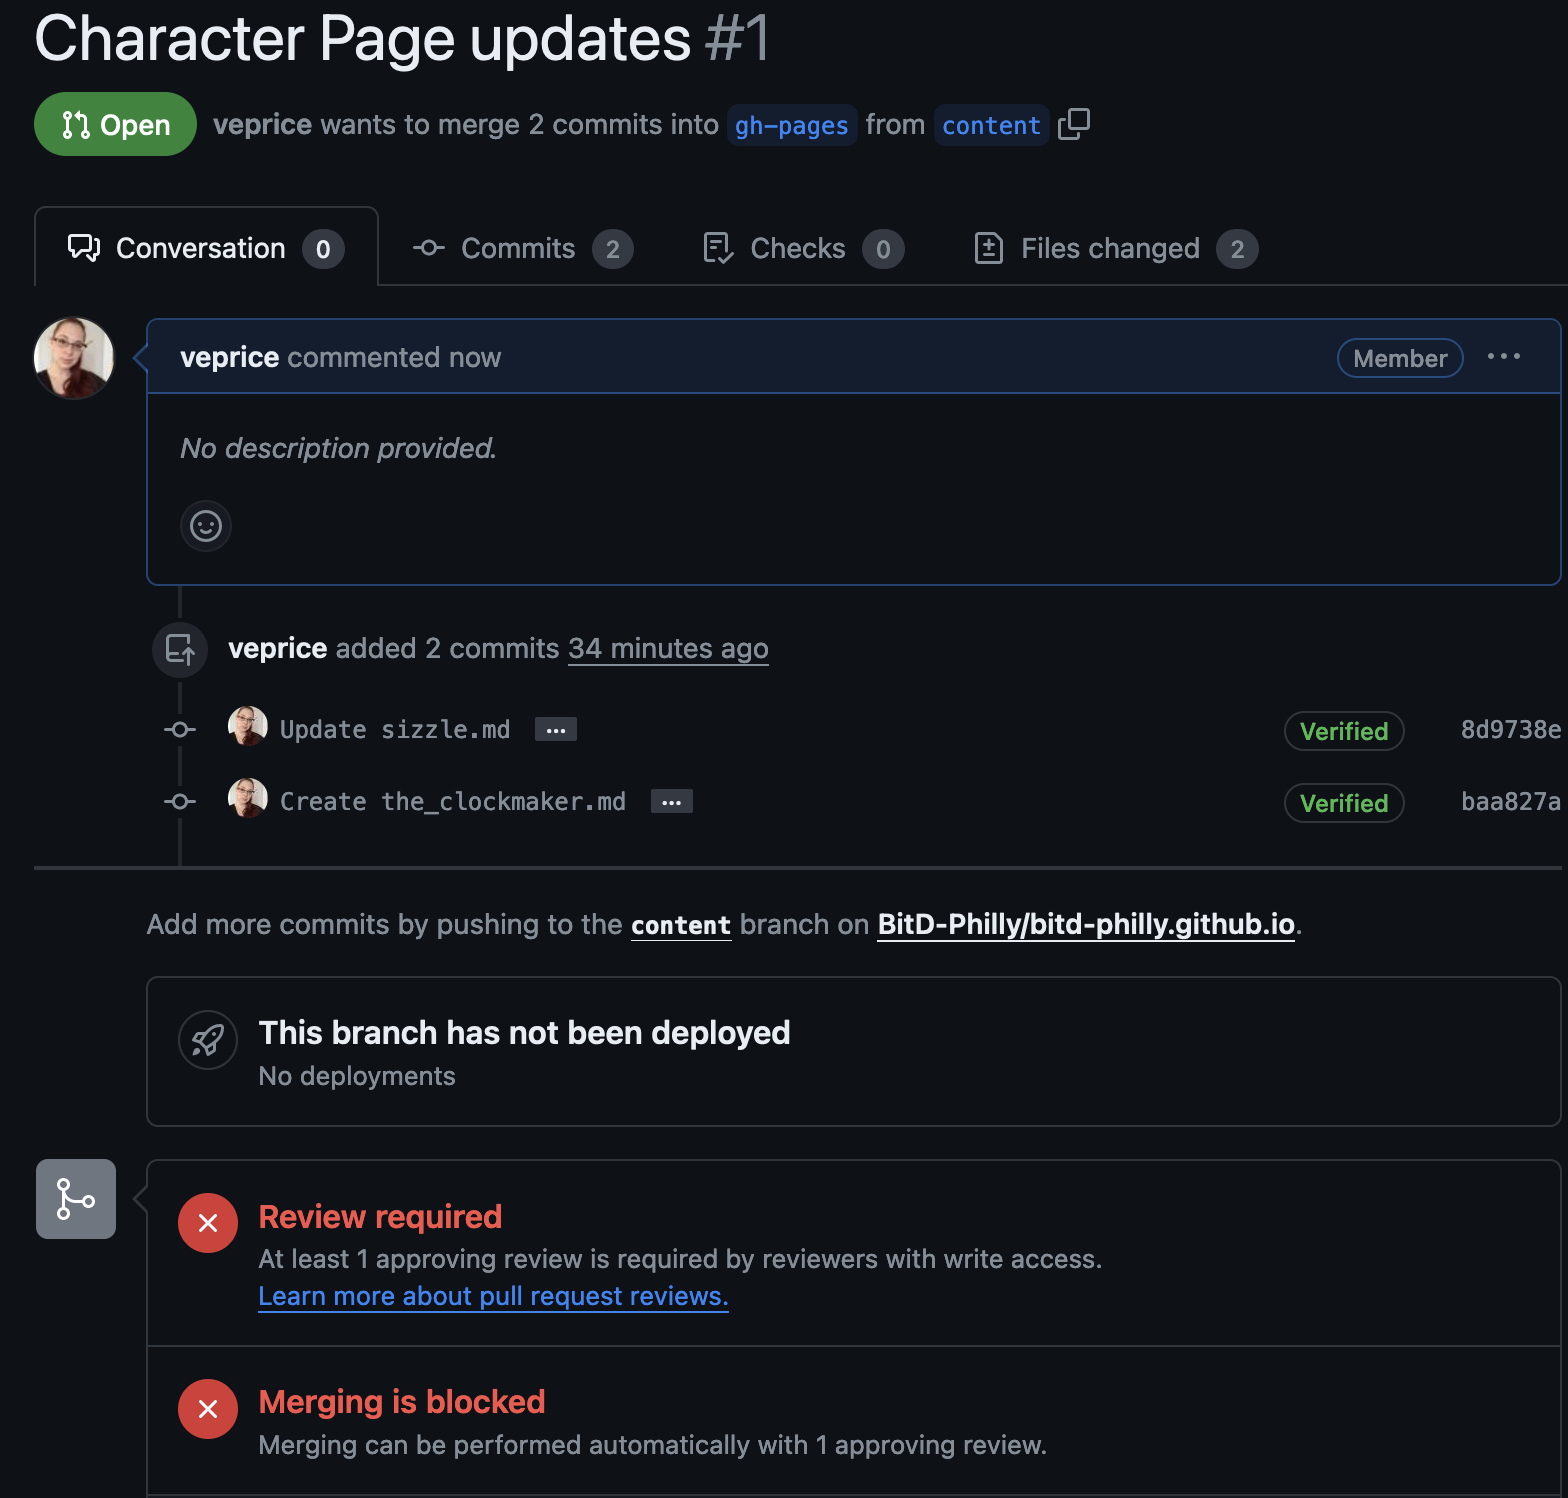 Character Page updates #1
Open veprice wants to merge 2 commits into gh-pages from content
Conversation 0 Commits 2 Checks 0 Files changed 2
veprice commented now Member
No description provided.
veprice added 2 commits 34 minutes ago
Update sizzle.md ... Verified 8d9738e
Create the_clockmaker.md ... Verified baa827a
Add more commits by pushing to the content branch on BitD-Philly/bitd-philly.github.io.
This branch has not been deployed
No deployments
Review required
At least 1 approving review is required by reviewers with write access.
Learn more about pull request reviews.
Merging is blocked
Merging can be performed automatically with 1 approving review.